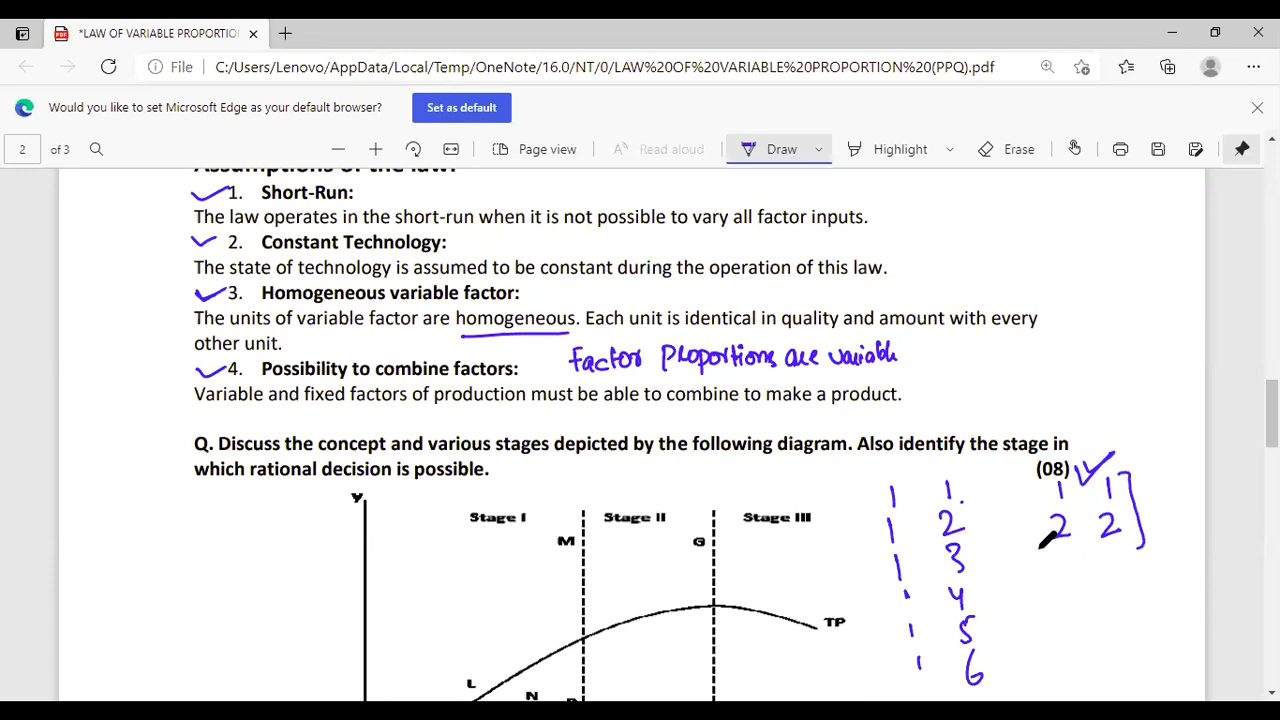 *LAW OF VARIABLE PROPORTION
File C:/Users/Lenovo/AppData/Local/Temp/OneNote/16.0/NT/0/LAW%20OF%20VARIABLE%20PROPORTION%20(PPQ).pdf
Would you like to set Microsoft Edge as your default browser? Set as default
2 of 3 Page view Read aloud Draw Highlight Erase
Assumptions of the law:
1. Short-Run:
The law operates in the short-run when it is not possible to vary all factor inputs.
2. Constant Technology:
The state of technology is assumed to be constant during the operation of this law.
3. Homogeneous variable factor:
The units of variable factor are homogeneous. Each unit is identical in quality and amount with every
other unit.
Factor Proportions are variable
4. Possibility to combine factors:
Variable and fixed factors of production must be able to combine to make a product.
Q. Discuss the concept and various stages depicted by the following diagram. Also identify the stage in
which rational decision is possible. (08)
1 1. 1 1
Y
Stage I Stage II Stage III
1 2 2 2
M G
1 3
1 4
TP
1 5
1 6
L
N